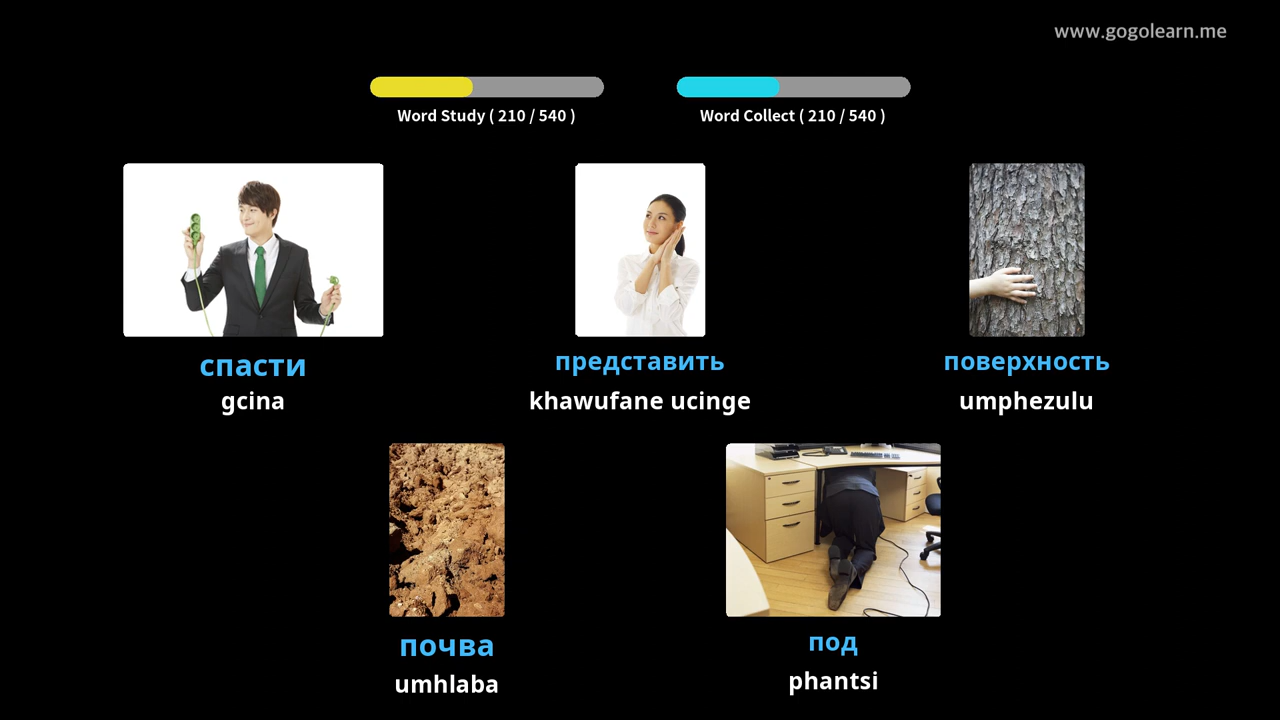 www.gogolearn.me
Word Study ( 210 / 540 )
Word Collect ( 210 / 540 )
спасти
gcina
представить
khawufane ucinge
поверхность
umphezulu
почва
umhlaba
под
phantsi